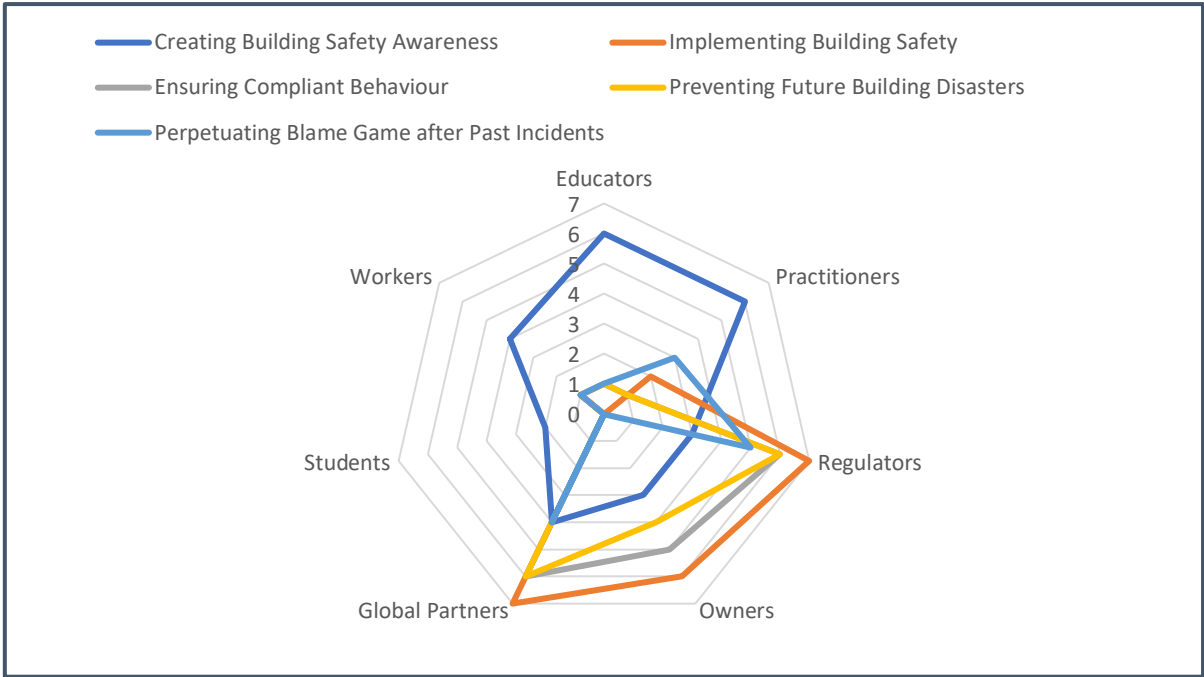 Creating Building Safety Awareness
Implementing Building Safety
Ensuring Compliant Behaviour
Preventing Future Building Disasters
Perpetuating Blame Game after Past Incidents
Educators
7
6
5
4
3
2
1
0
Workers
Practitioners
Students
Regulators
Global Partners
Owners